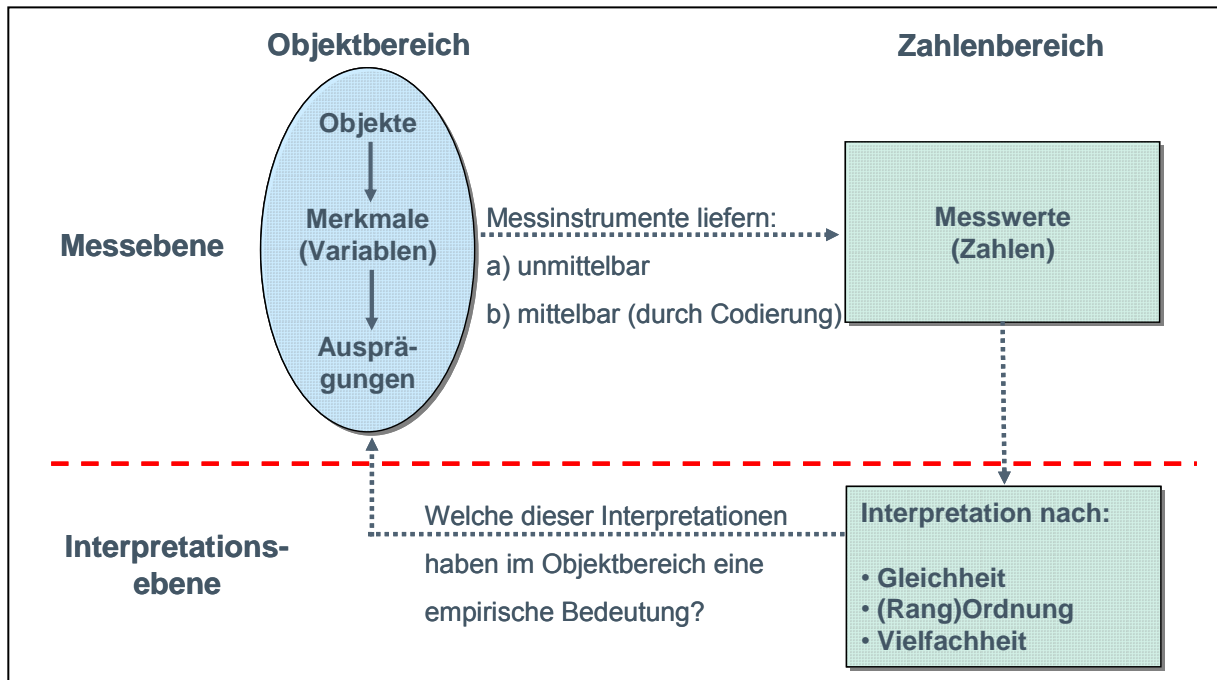 Objektbereich
Zahlenbereich
Objekte
Merkmale
(Variablen)
Ausprä-
gungen
Messebene
Messinstrumente liefern:
a) unmittelbar
b) mittelbar (durch Codierung)
Messwerte
(Zahlen)
Interpretations-
ebene
Welche dieser Interpretationen
haben im Objektbereich eine
empirische Bedeutung?
Interpretation nach:
• Gleichheit
• (Rang)Ordnung
• Vielfachheit